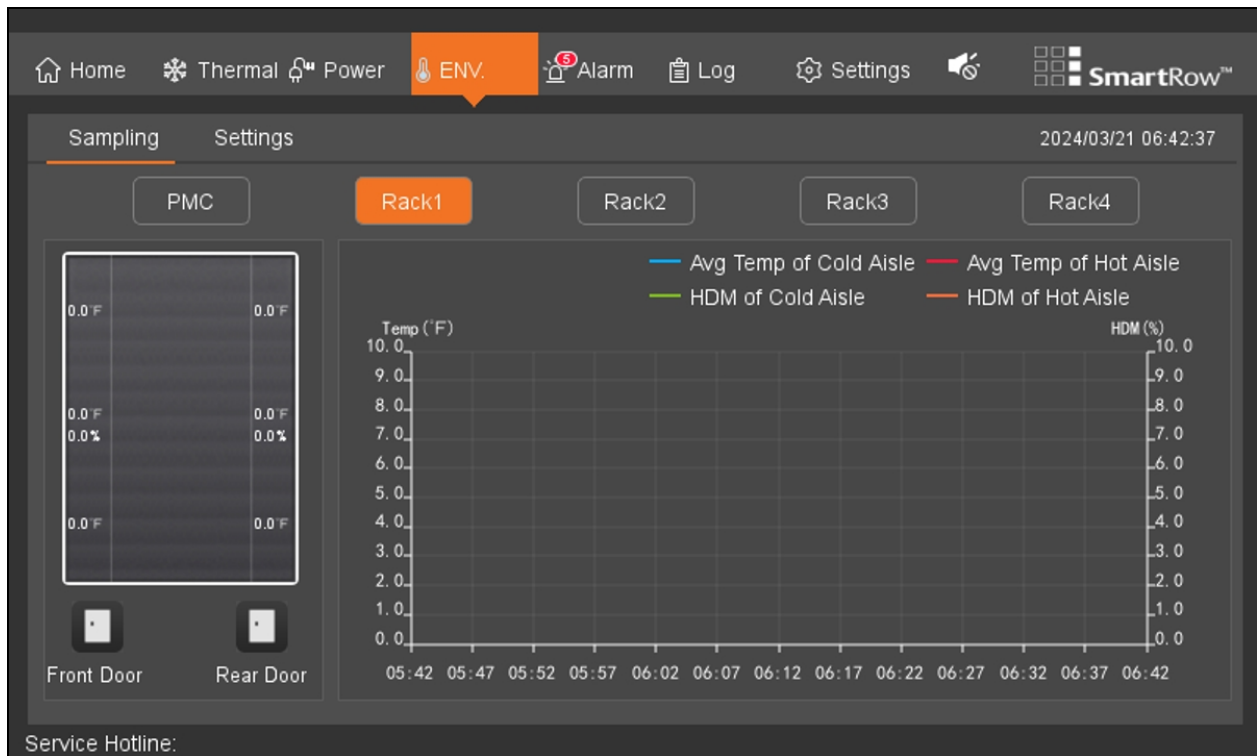 Home Thermal Power ENV. 5 Alarm Log Settings SmartRow™
Sampling Settings 2024/03/21 06:42:37
PMC Rack1 Rack2 Rack3 Rack4
Avg Temp of Cold Aisle Avg Temp of Hot Aisle
HDM of Cold Aisle HDM of Hot Aisle
0.0°F 0.0°F
0.0°F 0.0°F
0.0% 0.0%
0.0°F 0.0°F
Front Door Rear Door
Temp(°F) HDM(%)
10.0 10.0
9.0 9.0
8.0 8.0
7.0 7.0
6.0 6.0
5.0 5.0
4.0 4.0
3.0 3.0
2.0 2.0
1.0 1.0
0.0 0.0
05:42 05:47 05:52 05:57 06:02 06:07 06:12 06:17 06:22 06:27 06:32 06:37 06:42
Service Hotline: